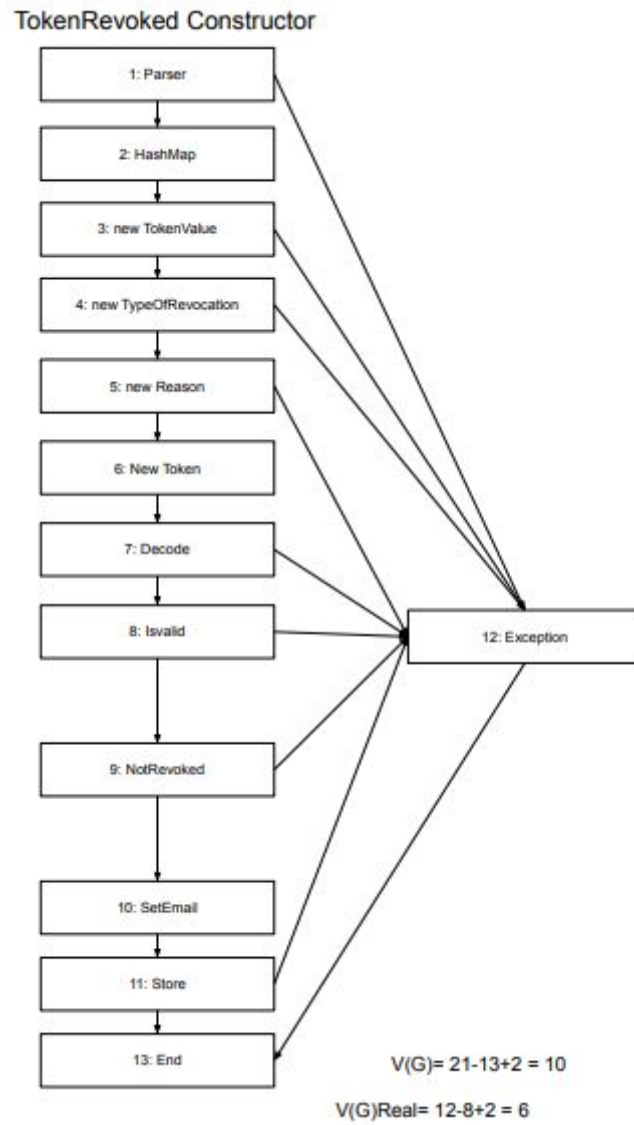 TokenRevoked Constructor
1: Parser
2: HashMap
3: new TokenValue
4: new TypeOfRevocation
5: new Reason
6: New Token
7: Decode
8: Isvalid
12: Exception
9: NotRevoked
10: SetEmail
11: Store
13: End
V(G)= 21-13+2 = 10
V(G)Real= 12-8+2 = 6